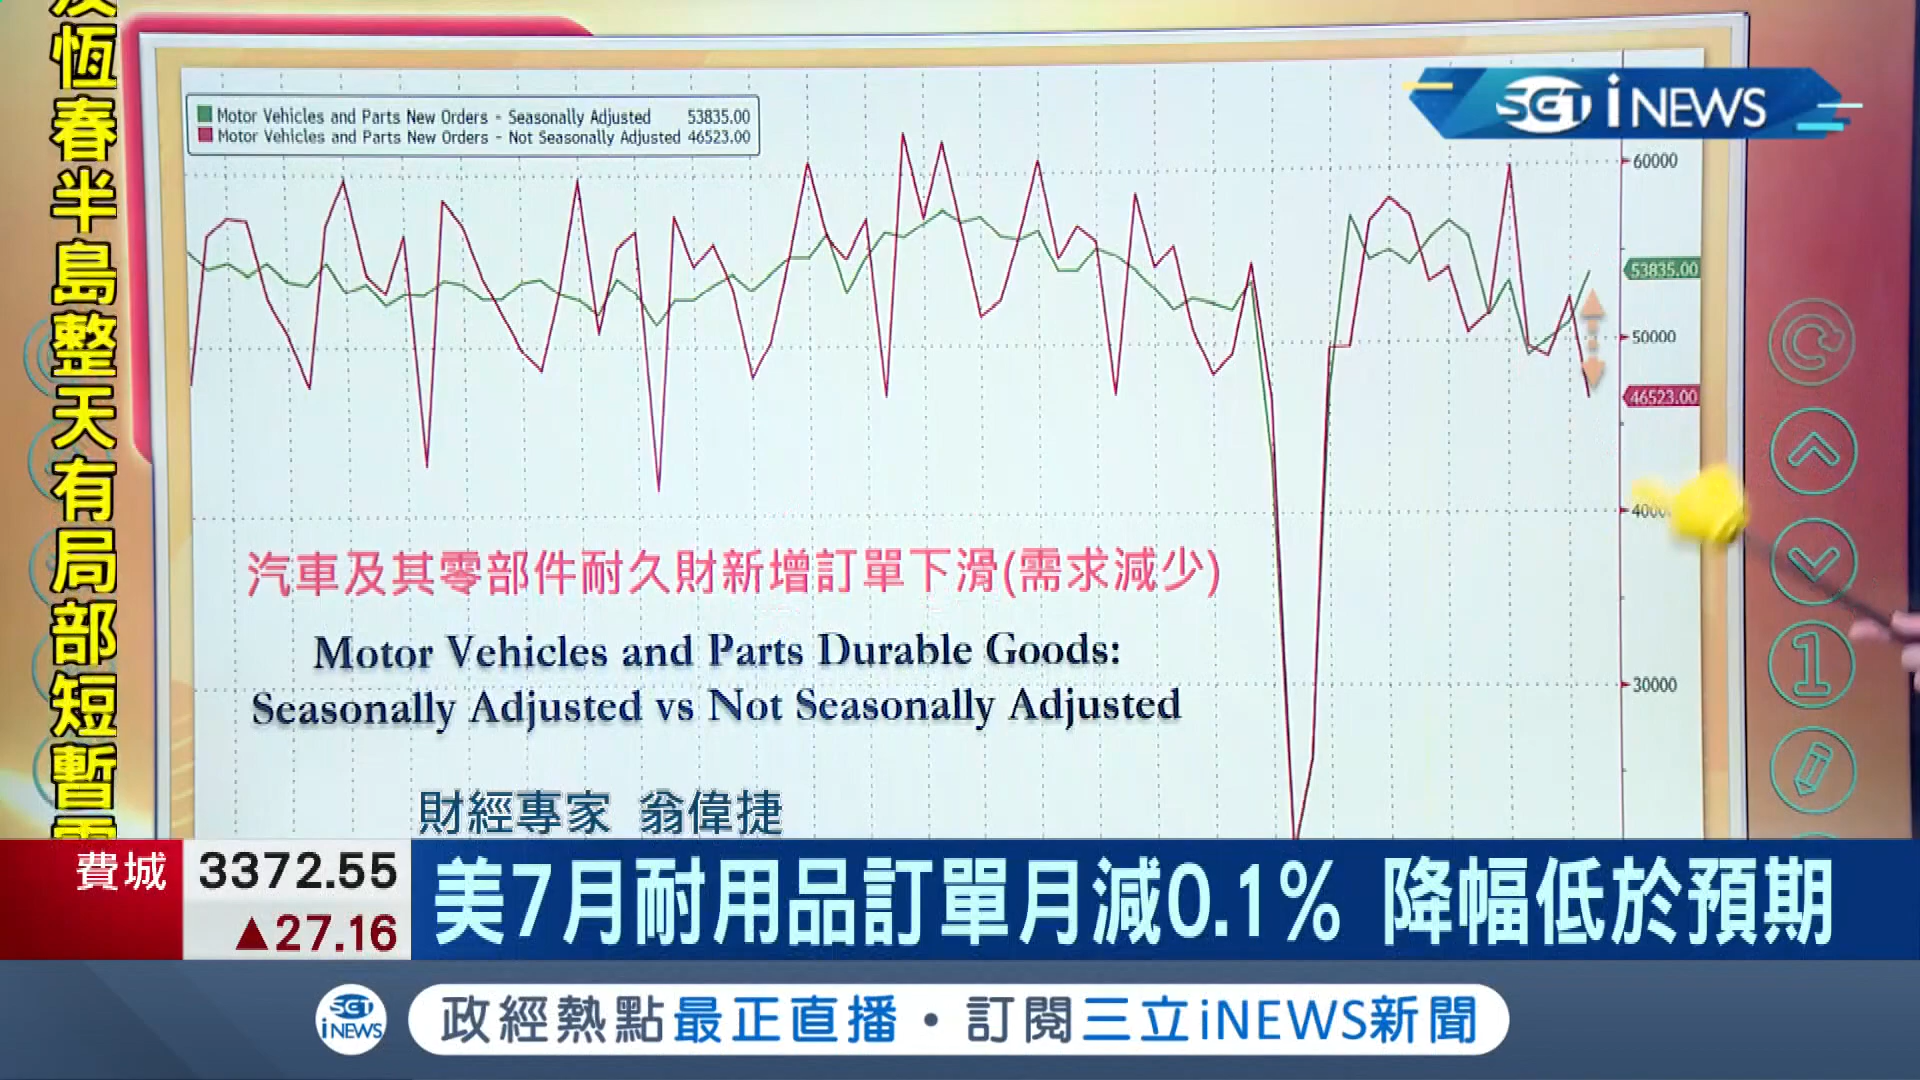 及恆春半島整天有局部短暫
SET iNEWS
Motor Vehicles and Parts New Orders - Seasonally Adjusted 53835.00
Motor Vehicles and Parts New Orders - Not Seasonally Adjusted 46523.00
60000
53835.00
50000
46523.00
40000
30000
汽車及其零部件耐久財新增訂單下滑(需求減少)
Motor Vehicles and Parts Durable Goods:
Seasonally Adjusted vs Not Seasonally Adjusted
1
財經專家 翁偉捷
費城 3372.55
▲27.16
美7月耐用品訂單月減0.1% 降幅低於預期
SET iNEWS
政經熱點最正直播・訂閱三立iNEWS新聞